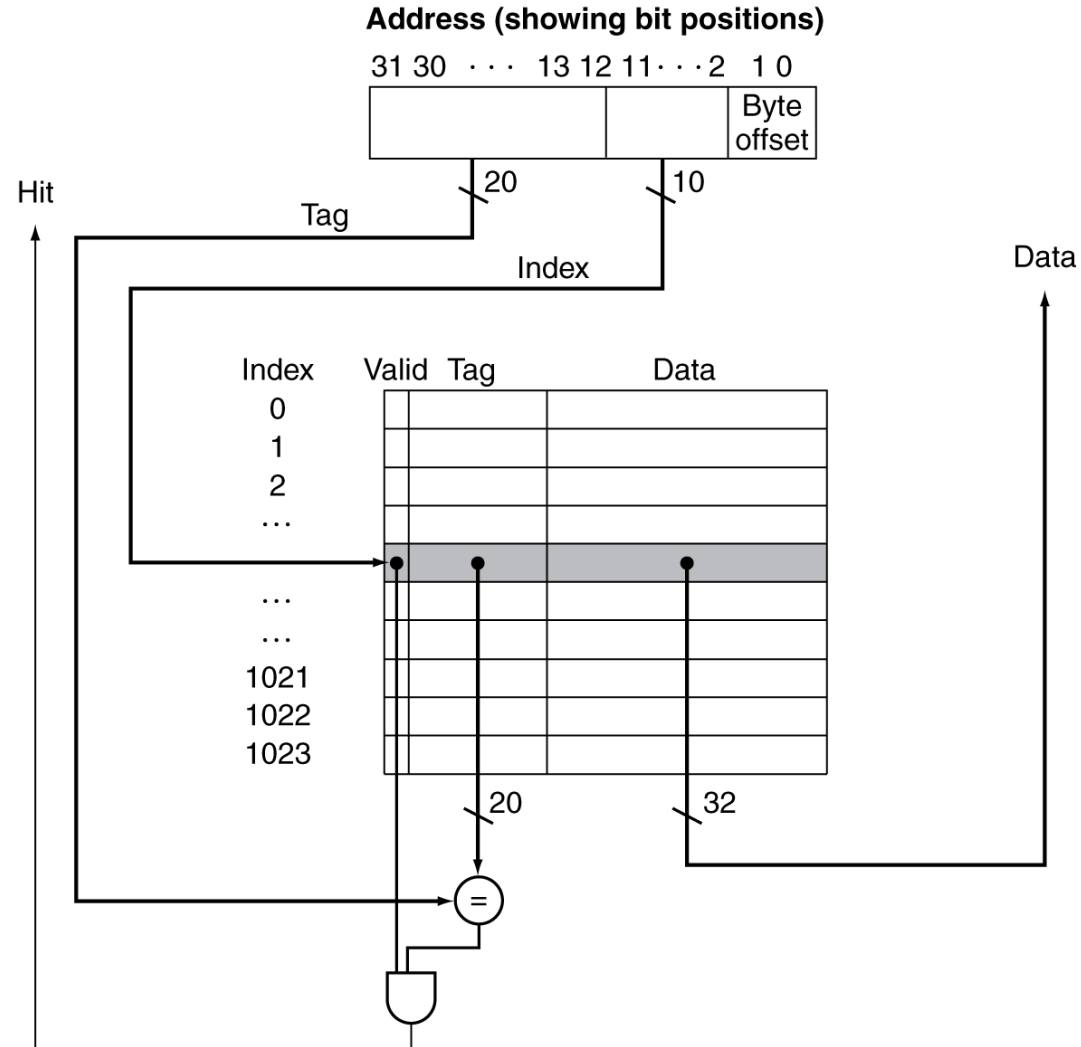 Address (showing bit positions)
31 30 · · · 13 12 11 · · · 2 1 0
Byte
offset
20
10
Hit
Tag
Index
Data
Index Valid Tag Data
0
1
2
...
...
...
1021
1022
1023
20
32
=